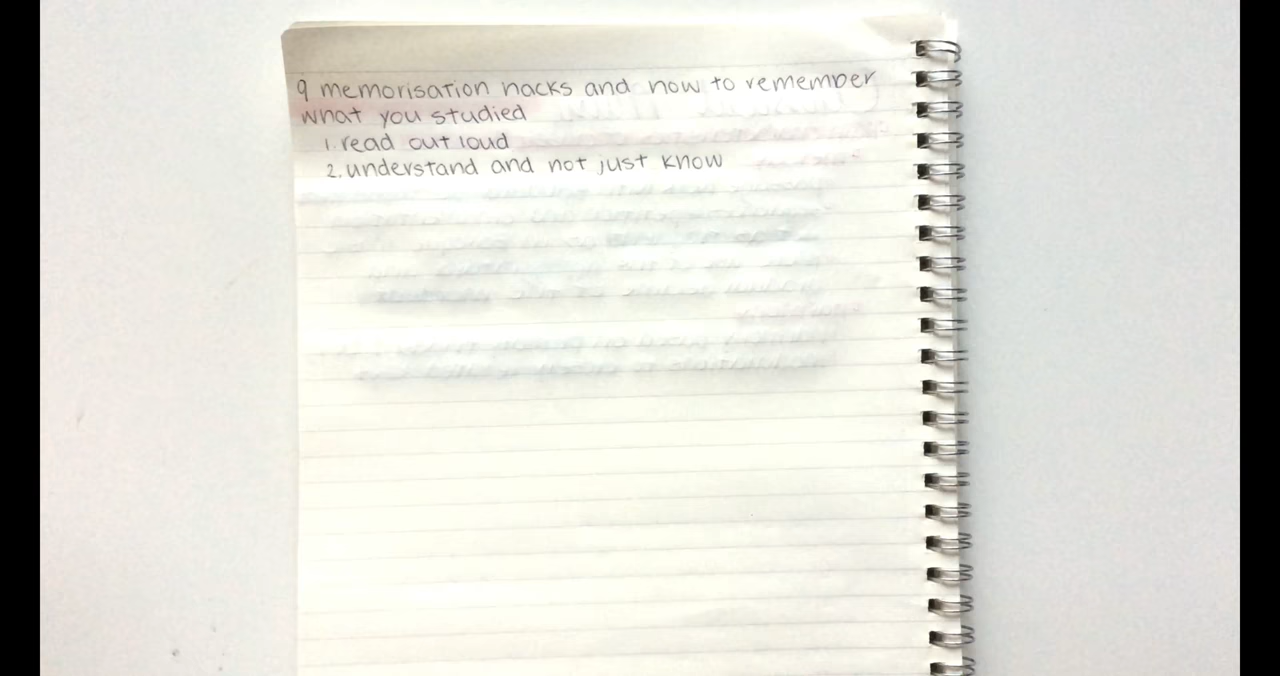 9 memorisation hacks and how to remember
what you studied
1. read out loud
2. understand and not just know